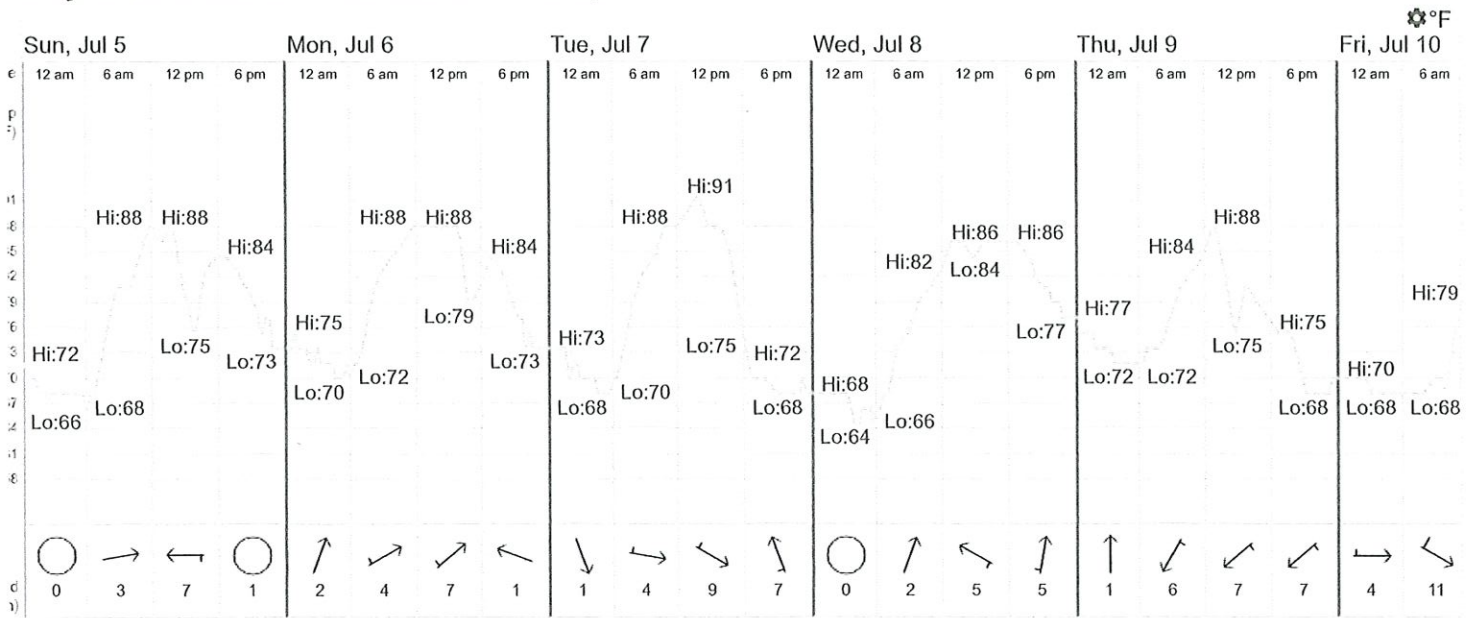 °F
Sun, Jul 5 Mon, Jul 6 Tue, Jul 7 Wed, Jul 8 Thu, Jul 9 Fri, Jul 10
12 am 6 am 12 pm 6 pm 12 am 6 am 12 pm 6 pm 12 am 6 am 12 pm 6 pm 12 am 6 am 12 pm 6 pm 12 am 6 am 12 pm 6 pm 12 am 6 am
Hi:91
Hi:88 Hi:88 Hi:88 Hi:88 Hi:88 Hi:88
Hi:86 Hi:86
Hi:84 Hi:84 Hi:84
Hi:82 Lo:84
Hi:79
Hi:77
Hi:75 Lo:79 Hi:75
Hi:73 Lo:77
Hi:72 Lo:75 Lo:75 Hi:72 Lo:75
Lo:73 Lo:73
Lo:70 Lo:72 Lo:70 Hi:68 Lo:72 Lo:72 Hi:70
Lo:66 Lo:68 Lo:68 Lo:68 Lo:66 Lo:68 Lo:68 Lo:68
Lo:64
0 3 7 1 2 4 7 1 1 4 9 7 0 2 5 5 1 6 7 7 4 11